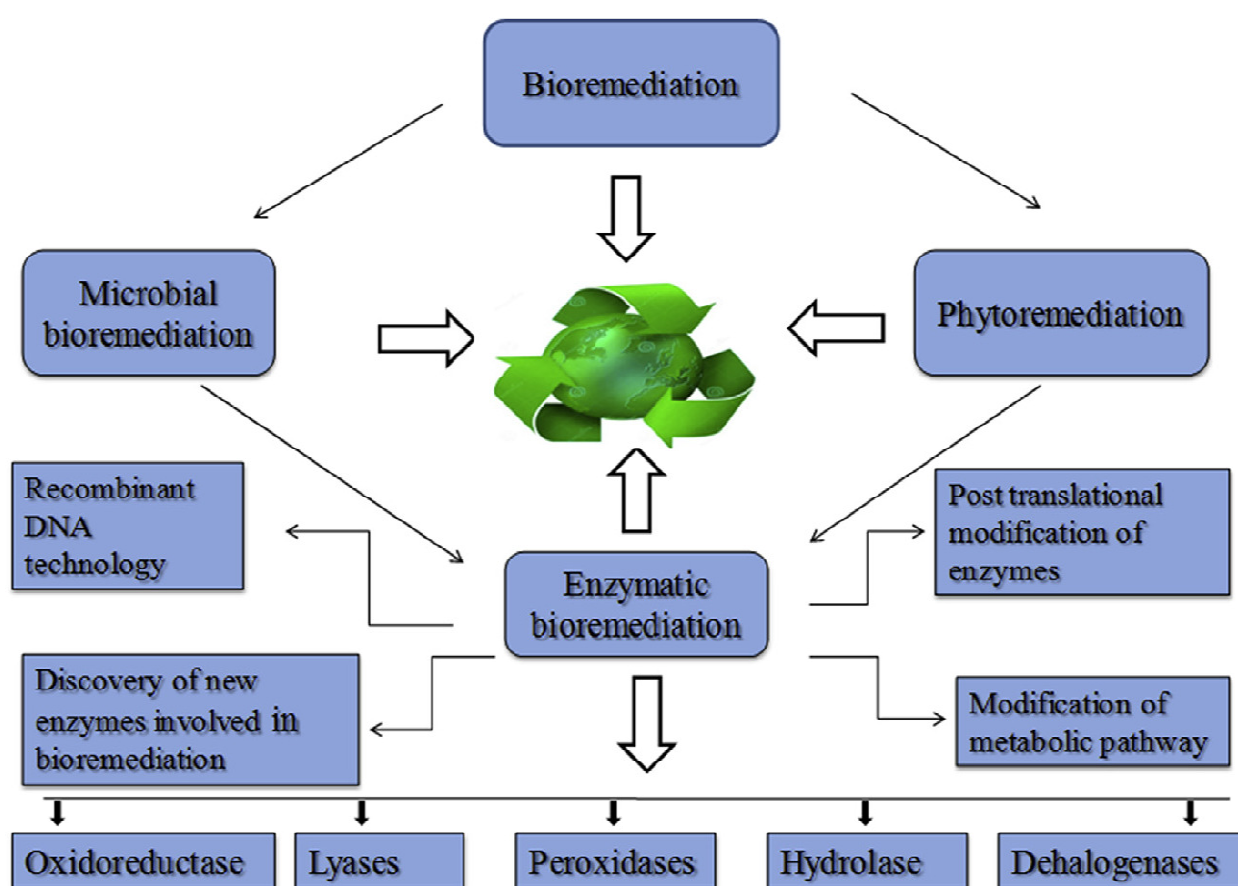 Bioremediation
Microbial
bioremediation
Phytoremediation
Recombinant
DNA
technology
Post translational
modification of
enzymes
Enzymatic
bioremediation
Discovery of new
enzymes involved in
bioremediation
Modification of
metabolic pathway
Oxidoreductase
Lyases
Peroxidases
Hydrolase
Dehalogenases